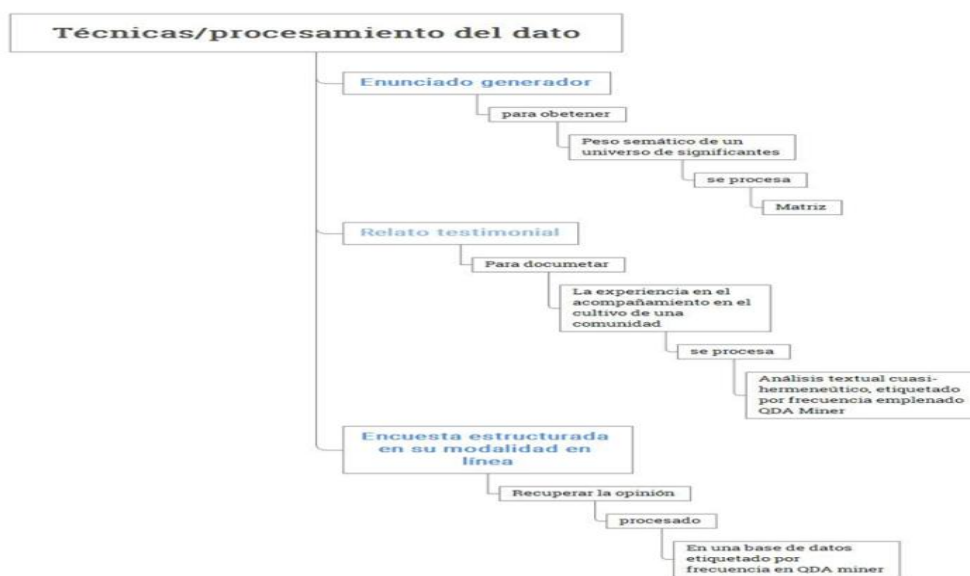 Técnicas/procesamiento del dato
Enunciado generador
para obetener
Peso semático de un
universo de significantes
se procesa
Matriz
Relato testimonial
Para documetar
La experiencia en el
acompañamiento en el
cultivo de una
comunidad
se procesa
Análisis textual cuasi-
hermeneútico, etiquetado
por frecuencia emplenado
QDA Miner
Encuesta estructurada
en su modalidad en
línea
Recuperar la opinión
procesado
En una base de datos
etiquetado por
frecuencia en QDA miner